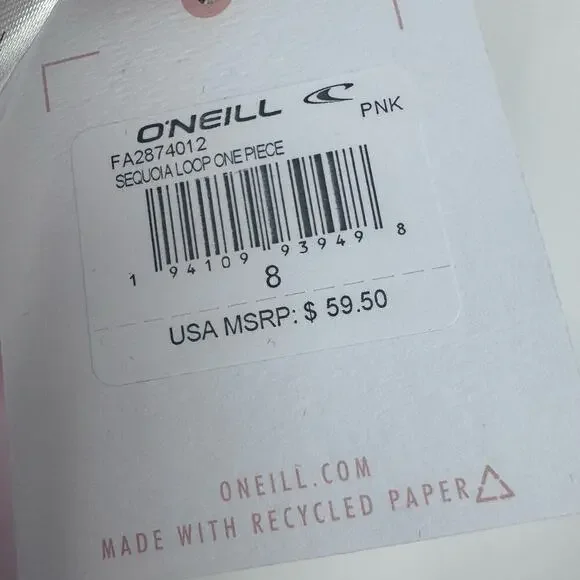 O'NEILL
PNK
FA2874012
SEQUOIA LOOP ONE PIECE
1 94109 93949 8
8
USA MSRP: $ 59.50
ONEILL.COM
MADE WITH RECYCLED PAPER